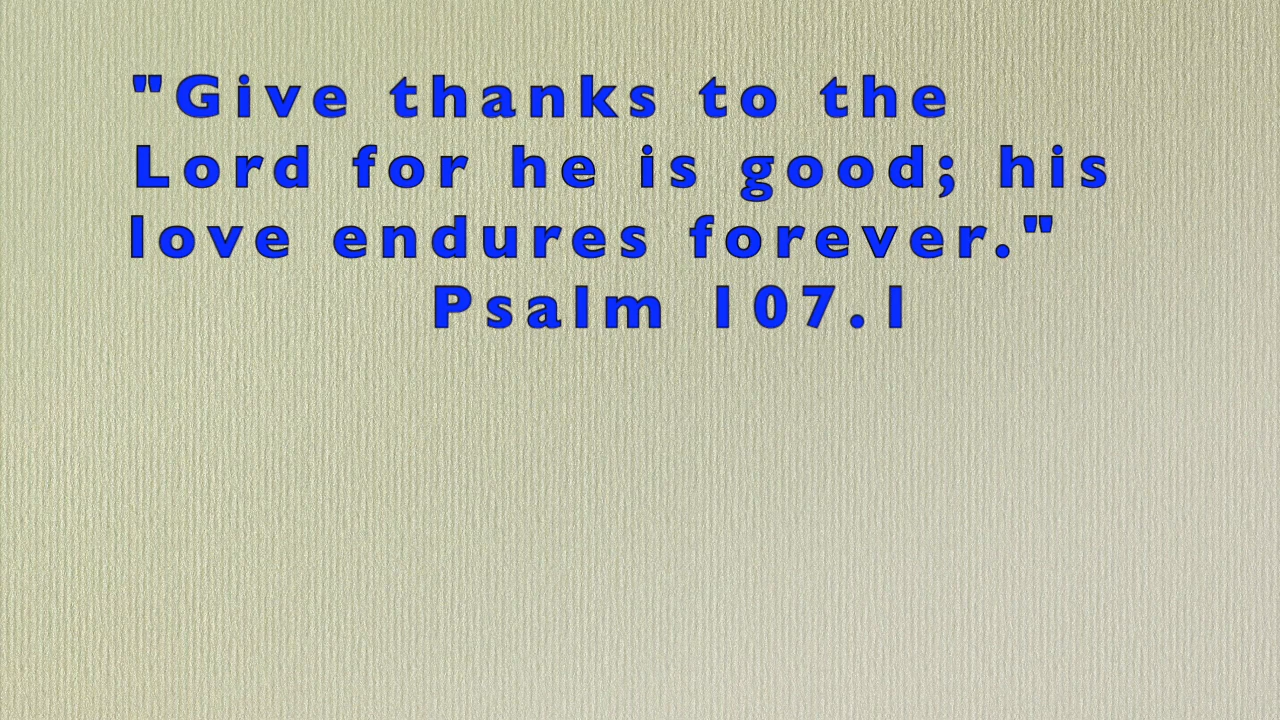 "Give thanks to the
Lord for he is good; his
love endures forever."
Psalm 107.1